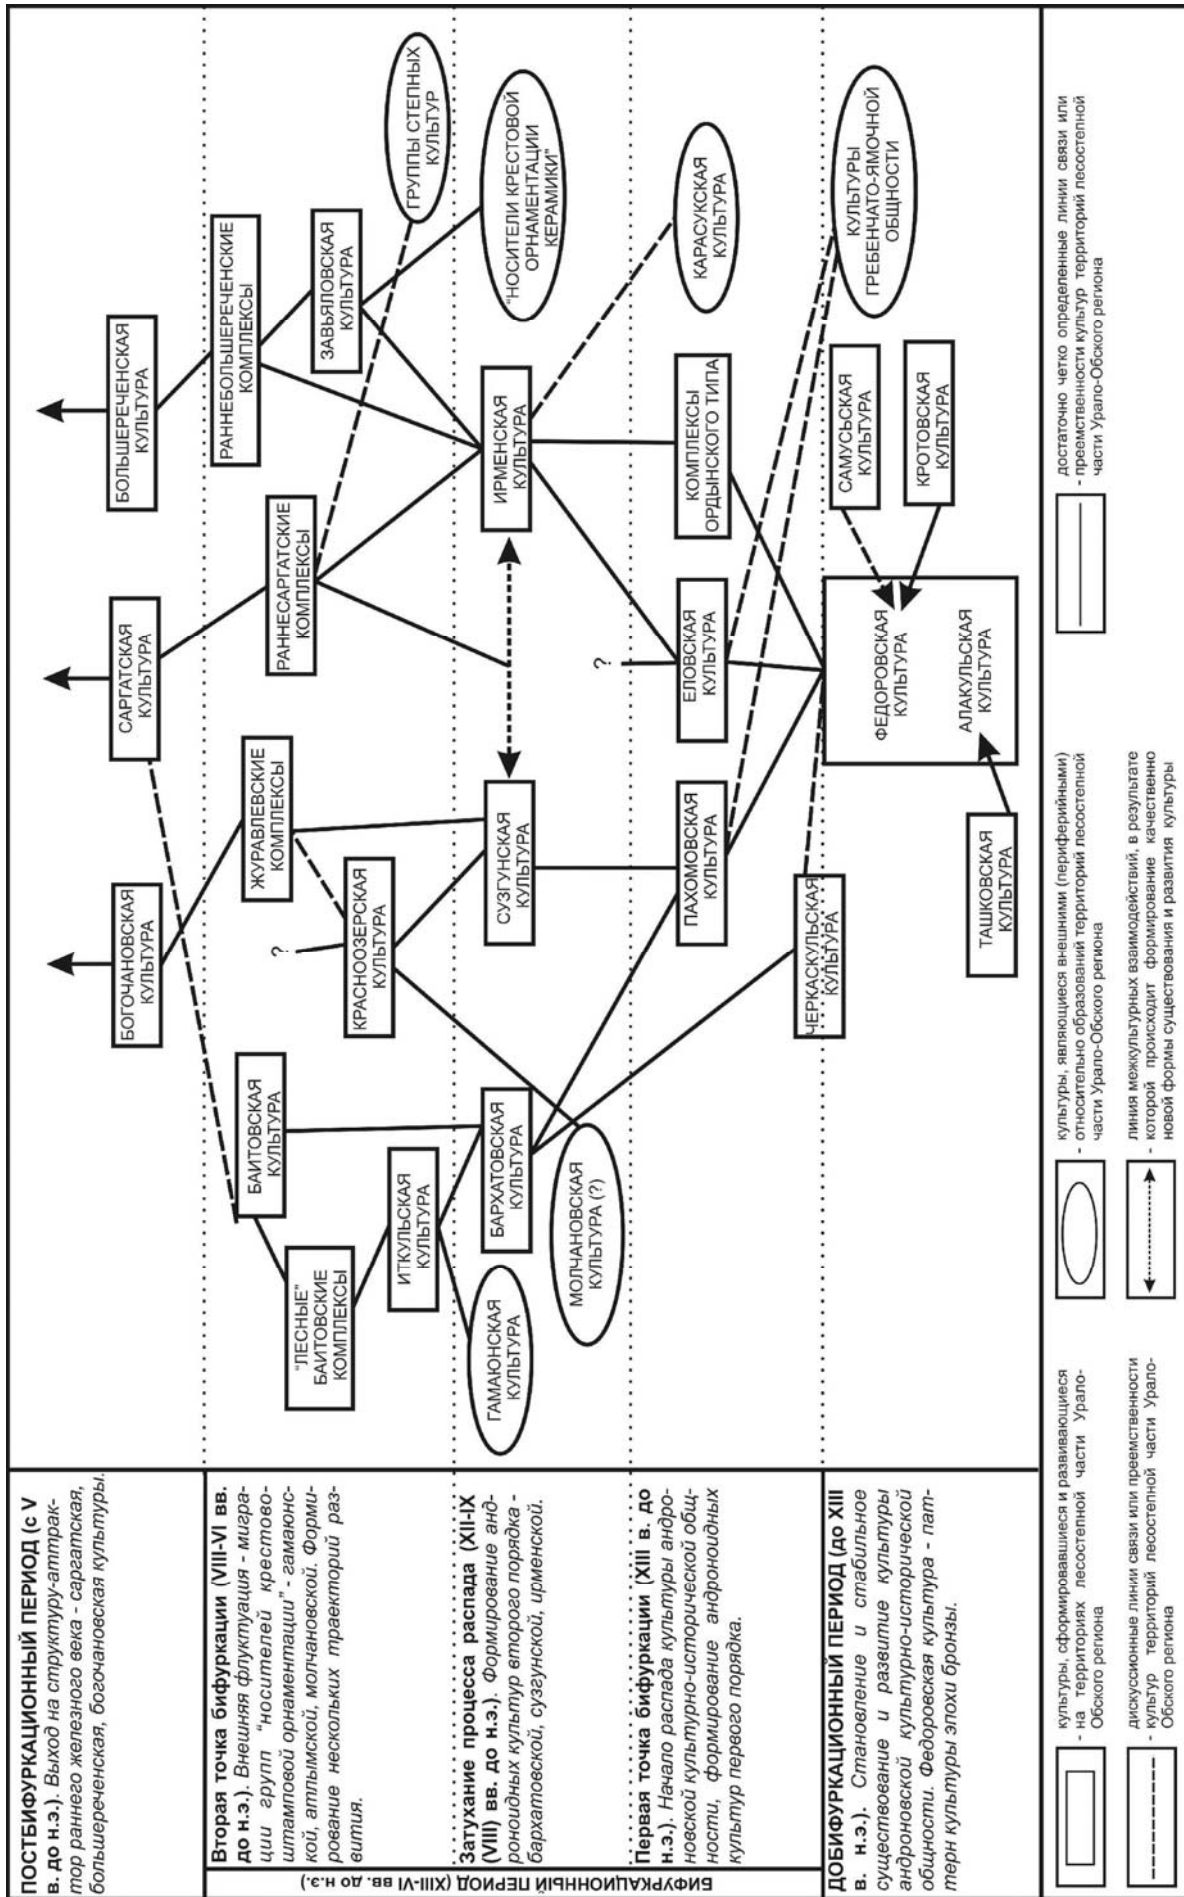 ПОСТБИФУРКАЦИОННЫЙ ПЕРИОД (с V
в. до н.э.). Выход на структуру-аттрак-
тор раннего железного века - саргатская,
большереченская, богочановская культуры.
БОГОЧАНОВСКАЯ
КУЛЬТУРА
САРГАТСКАЯ
КУЛЬТУРА
БОЛЬШЕРЕЧЕНСКАЯ
КУЛЬТУРА
БИФУРКАЦИОННЫЙ ПЕРИОД (XIII-VI вв. до н.э.)
Вторая точка бифуркации (VIII-VI вв.
до н.э.). Внешняя флуктуация - мигра-
ции групп "носителей крестово-
штамповой орнаментации" - гамаюнс-
кой, атлымской, молчановской. Форми-
рование нескольких траекторий раз-
вития.
"ЛЕСНЫЕ"
БАИТОВСКИЕ
КОМПЛЕКСЫ
БАИТОВСКАЯ
КУЛЬТУРА
ИТКУЛЬСКАЯ
КУЛЬТУРА
?
КРАСНООЗЕРСКАЯ
КУЛЬТУРА
ЖУРАВЛЕВСКИЕ
КОМПЛЕКСЫ
РАННЕСАРГАТСКИЕ
КОМПЛЕКСЫ
РАННЕБОЛЬШЕРЕЧЕНСКИЕ
КОМПЛЕКСЫ
ЗАВЬЯЛОВСКАЯ
КУЛЬТУРА
ГРУППЫ СТЕПНЫХ
КУЛЬТУР
Затухание процесса распада (XII-IX
(VIII) вв. до н.э.). Формирование анд-
роноидных культур второго порядка -
бархатовской, сузгунской, ирменской.
ГАМАЮНСКАЯ
КУЛЬТУРА
БАРХАТОВСКАЯ
КУЛЬТУРА
МОЛЧАНОВСКАЯ
КУЛЬТУРА (?)
СУЗГУНСКАЯ
КУЛЬТУРА
ИРМЕНСКАЯ
КУЛЬТУРА
"НОСИТЕЛИ КРЕСТОВОЙ
ОРНАМЕНТАЦИИ
КЕРАМИКИ"
Первая точка бифуркации (XIII в. до
н.э.). Начало распада культуры андро-
новской культурно-исторической общ-
ности, формирование андроноидных
культур первого порядка.
ПАХОМОВСКАЯ
КУЛЬТУРА
?
ЕЛОВСКАЯ
КУЛЬТУРА
КОМПЛЕКСЫ
ОРДЫНСКОГО ТИПА
КАРАСУКСКАЯ
КУЛЬТУРА
ЧЕРКАСКУЛЬСКАЯ
КУЛЬТУРА
ДОБИФУРКАЦИОННЫЙ ПЕРИОД (до XIII
в. н.э.). Становление и стабильное
существование и развитие культуры
андроновской культурно-исторической
общности. Федоровская культура - пат-
терн культуры эпохи бронзы.
ТАШКОВСКАЯ
КУЛЬТУРА
ФЕДОРОВСКАЯ
КУЛЬТУРА
АЛАКУЛЬСКАЯ
КУЛЬТУРА
САМУСЬСКАЯ
КУЛЬТУРА
КРОТОВСКАЯ
КУЛЬТУРА
КУЛЬТУРЫ
ГРЕБЕНЧАТО-ЯМОЧНОЙ
ОБЩНОСТИ
культуры, сформировавшиеся и развивающиеся
- на территориях лесостепной части Урало-
Обского региона
культуры, являющиеся внешними (периферийными)
- относительно образований территорий лесостепной
части Урало-Обского региона
достаточно четко определенные линии связи или
- преемственности культур территорий лесостепной
части Урало-Обского региона
дискуссионные линии связи или преемственности
- культур территорий лесостепной части Урало-
Обского региона
линия межкультурных взаимодействий, в результате
- которой происходит формирование качественно
новой формы существования и развития культуры